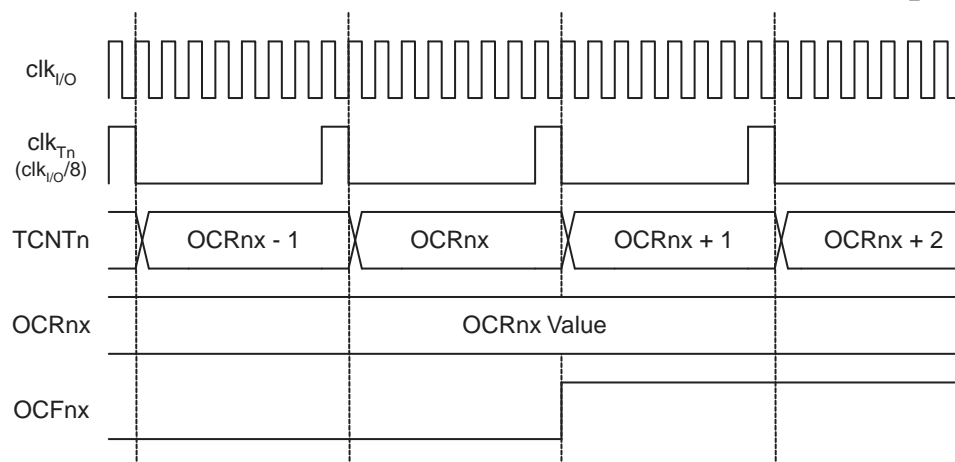 clkI/O
clkTn
(clkI/O/8)
TCNTn OCRnx - 1 OCRnx OCRnx + 1 OCRnx + 2
OCRnx OCRnx Value
OCFnx